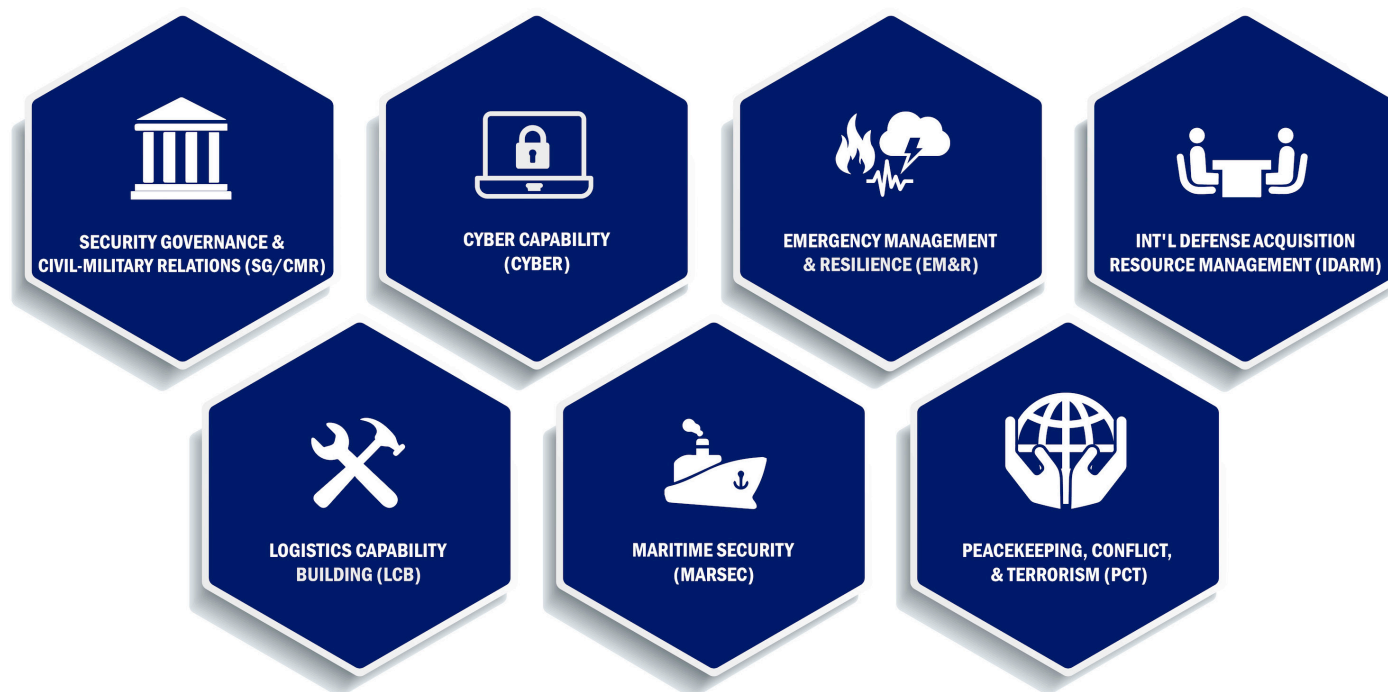 SECURITY GOVERNANCE &
CIVIL-MILITARY RELATIONS (SG/CMR)
CYBER CAPABILITY
(CYBER)
EMERGENCY MANAGEMENT
& RESILIENCE (EM&R)
INT'L DEFENSE ACQUISITION
RESOURCE MANAGEMENT (IDARM)
LOGISTICS CAPABILITY
BUILDING (LCB)
MARITIME SECURITY
(MARSEC)
PEACEKEEPING, CONFLICT,
& TERRORISM (PCT)